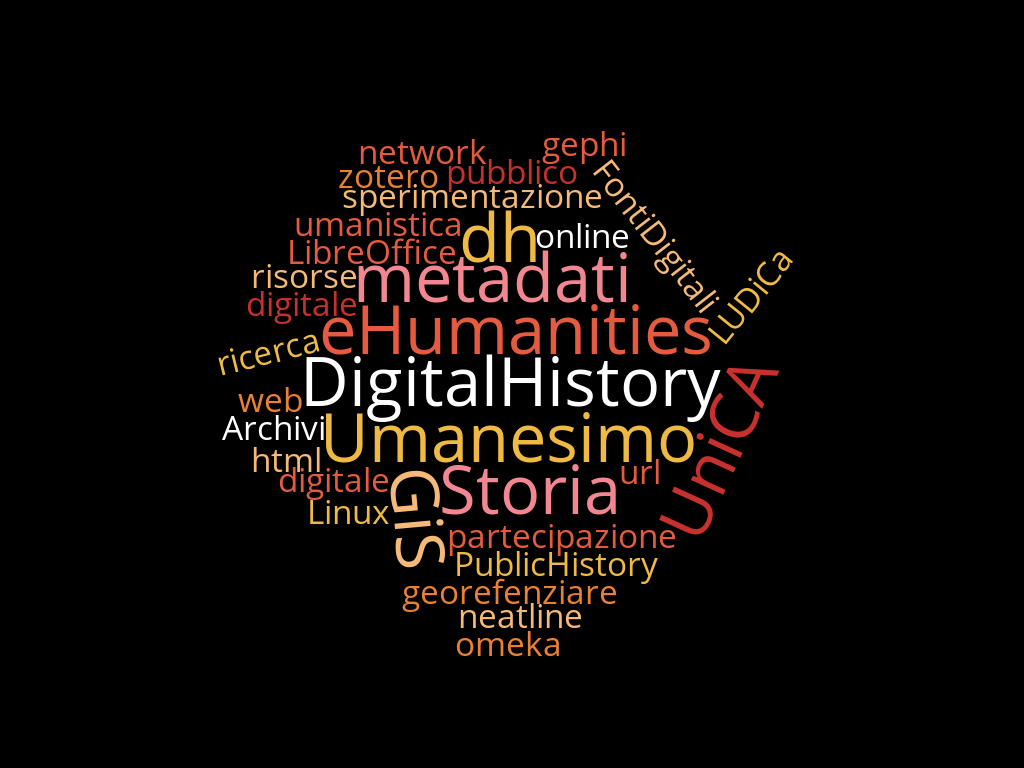 gephi
network
pubblico
zotero
sperimentazione
FontiDigitali
umanistica
dh
online
LibreOffice
metadati
risorse
LUDiCa
digitale
eHumanities
ricerca
DigitalHistory
web
UniCA
Archivi
Umanesimo
html
url
digitale
Storia
Linux
GiS
partecipazione
PublicHistory
georefenziare
neatline
omeka